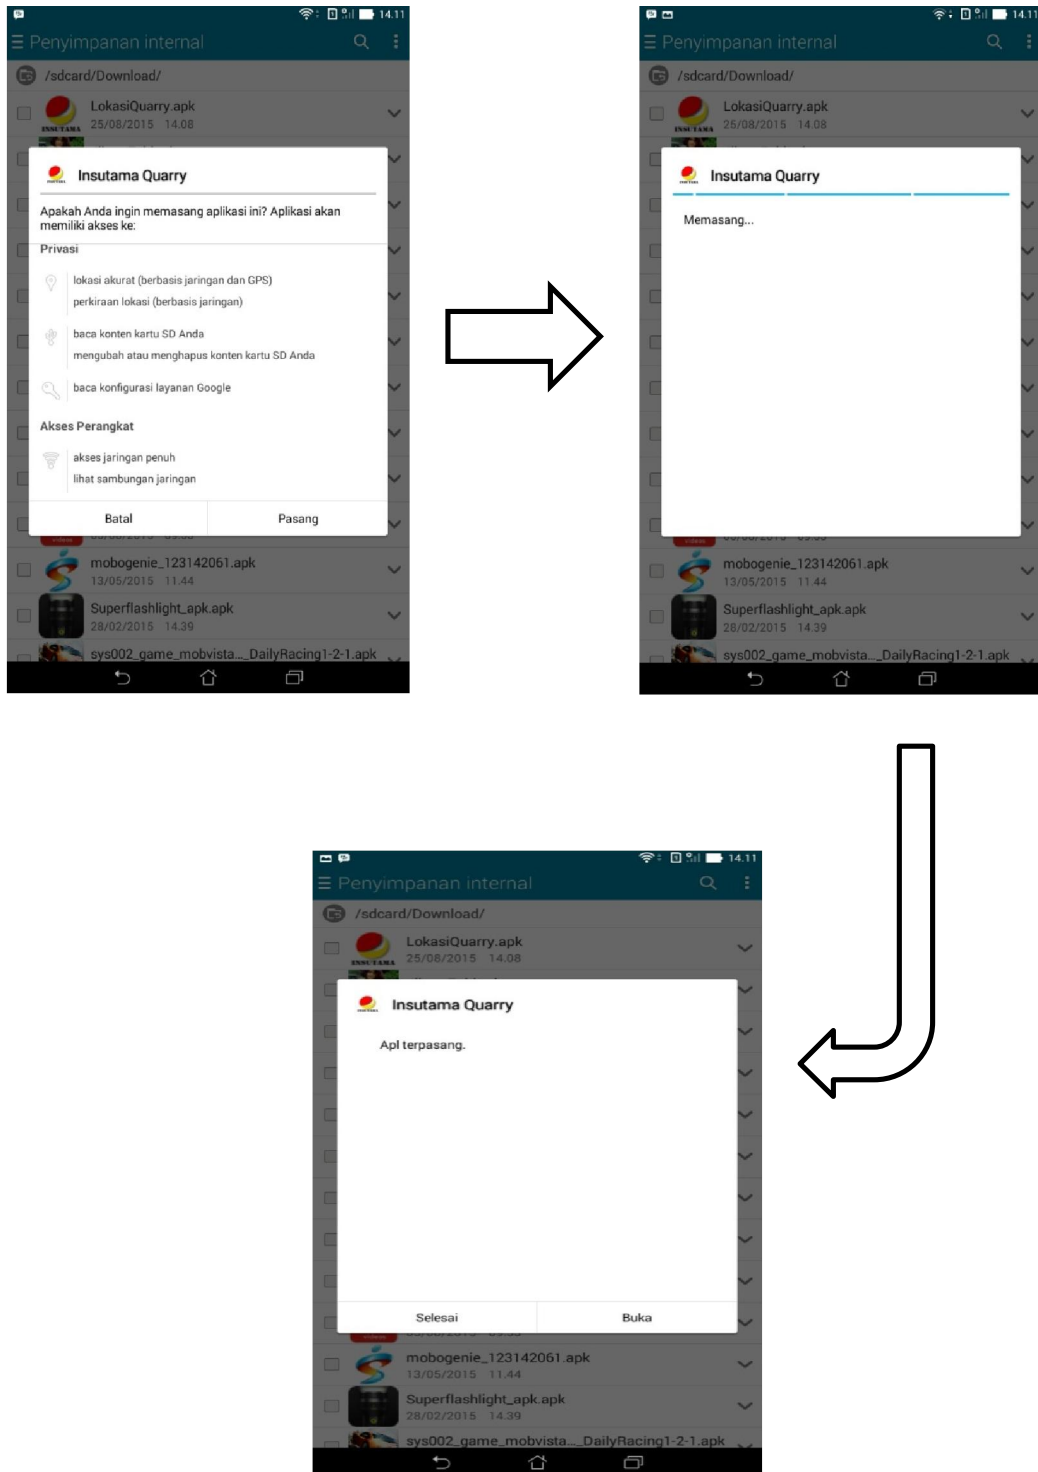 14.11
Penyimpanan internal
/sdcard/Download/
LokasiQuarry.apk
25/08/2015 14.08
INSUTAMA
Insutama Quarry
Apakah Anda ingin memasang aplikasi ini? Aplikasi akan
memiliki akses ke:
Privasi
lokasi akurat (berbasis jaringan dan GPS)
perkiraan lokasi (berbasis jaringan)
baca konten kartu SD Anda
mengubah atau menghapus konten kartu SD Anda
baca konfigurasi layanan Google
Akses Perangkat
akses jaringan penuh
lihat sambungan jaringan
Batal Pasang
mobogenie_123142061.apk
13/05/2015 11.44
Superflashlight_apk.apk
28/02/2015 14.39
sys002_game_mobvista..._DailyRacing1-2-1.apk
14.11
Penyimpanan internal
/sdcard/Download/
LokasiQuarry.apk
25/08/2015 14.08
INSUTAMA
Insutama Quarry
Memasang...
mobogenie_123142061.apk
13/05/2015 11.44
Superflashlight_apk.apk
28/02/2015 14.39
sys002_game_mobvista..._DailyRacing1-2-1.apk
14.11
Penyimpanan internal
/sdcard/Download/
LokasiQuarry.apk
25/08/2015 14.08
INSUTAMA
Insutama Quarry
Apl terpasang.
Selesai Buka
mobogenie_123142061.apk
13/05/2015 11.44
Superflashlight_apk.apk
28/02/2015 14.39
sys002_game_mobvista..._DailyRacing1-2-1.apk